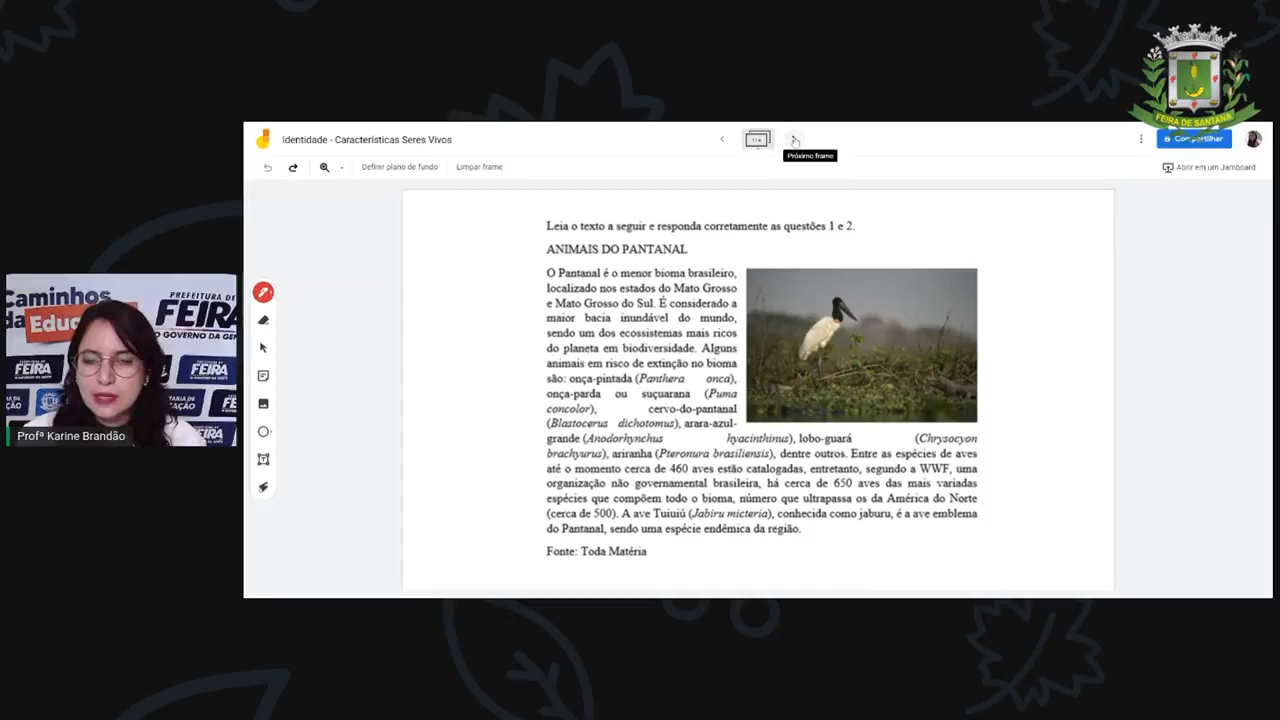 FEIRA DE SANTANA
Identidade - Características Seres Vivos
Compartilhar
Próximo frame
Definir plano de fundo
Limpar frame
Abrir em um Jamboard
Leia o texto a seguir e responda corretamente as questões 1 e 2.
ANIMAIS DO PANTANAL
O Pantanal é o menor bioma brasileiro,
localizado nos estados do Mato Grosso
e Mato Grosso do Sul. É considerado a
maior bacia inundável do mundo,
sendo um dos ecossistemas mais ricos
do planeta em biodiversidade. Alguns
animais em risco de extinção no bioma
são: onça-pintada (Panthera onca),
onça-parda ou suçuarana (Puma
concolor), cervo-do-pantanal
(Blastocerus dichotomus), arara-azul-
grande (Anodorhynchus hyacinthinus), lobo-guará (Chrysocyon
brachyurus), ariranha (Pteronura brasiliensis), dentre outros. Entre as espécies de aves
até o momento cerca de 460 aves estão catalogadas, entretanto, segundo a WWF, uma
organização não governamental brasileira, há cerca de 650 aves das mais variadas
espécies que compõem todo o bioma, número que ultrapassa os da América do Norte
(cerca de 500). A ave Tuiuiú (Jabiru micteria), conhecida como jaburu, é a ave emblema
do Pantanal, sendo uma espécie endêmica da região.
Fonte: Toda Matéria
Caminhos
da Educ
PREFEITURA DE
FEIRA
O GOVERNO DA GEN
FEIRA
FEIRA
Profª Karine Brandão